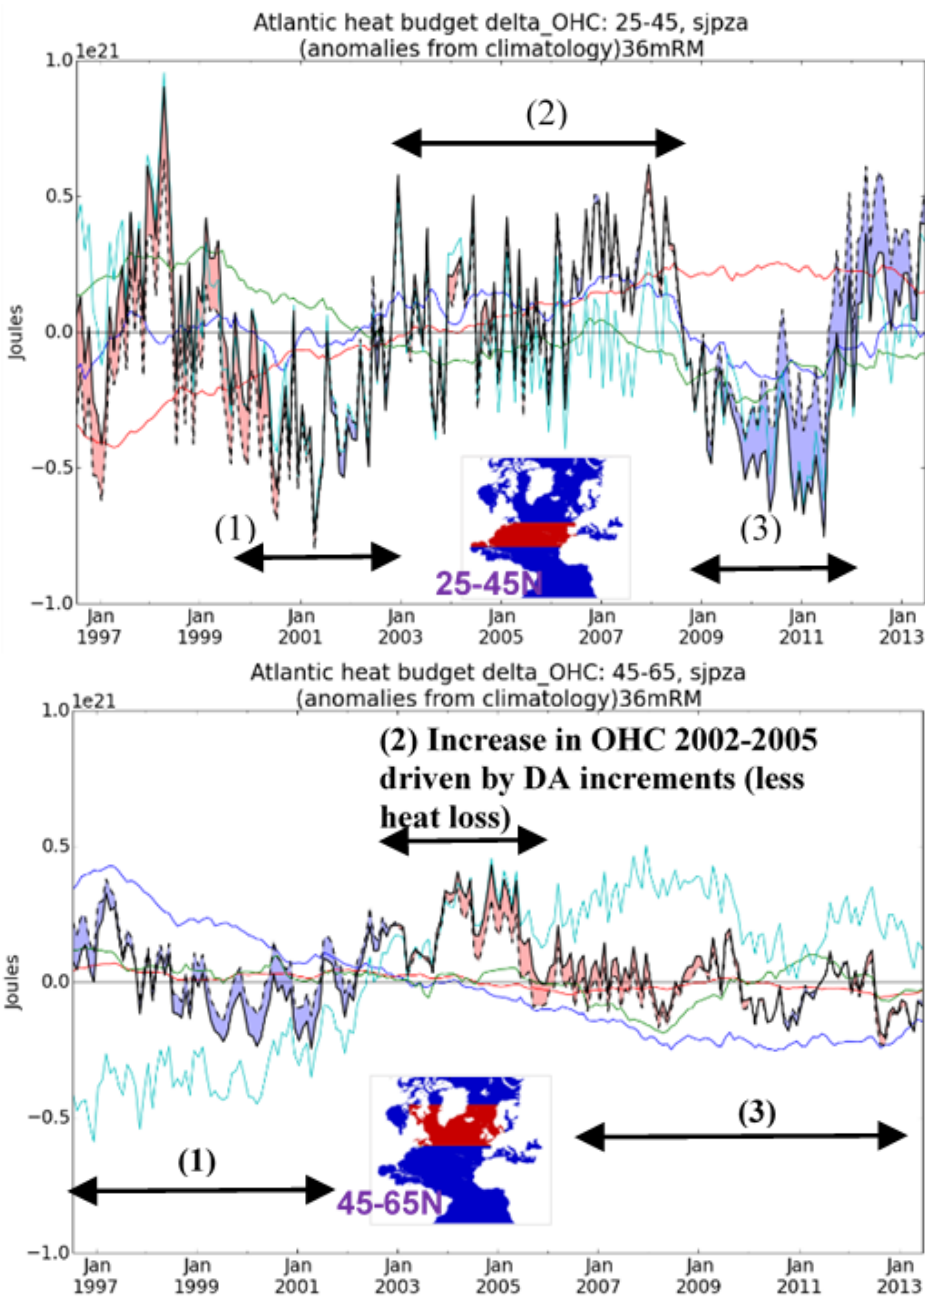 Atlantic heat budget delta_OHC: 25-45, sjpza
(anomalies from climatology)36mRM
1e21
1.0
0.5
0.0
−0.5
−1.0
Joules
(2)
(1)
(3)
25-45N
Jan 1997
Jan 1999
Jan 2001
Jan 2003
Jan 2005
Jan 2007
Jan 2009
Jan 2011
Jan 2013
Atlantic heat budget delta_OHC: 45-65, sjpza
(anomalies from climatology)36mRM
1e21
1.0
0.5
0.0
−0.5
−1.0
Joules
(2) Increase in OHC 2002-2005
driven by DA increments (less
heat loss)
(3)
(1)
45-65N
Jan 1997
Jan 1999
Jan 2001
Jan 2003
Jan 2005
Jan 2007
Jan 2009
Jan 2011
Jan 2013